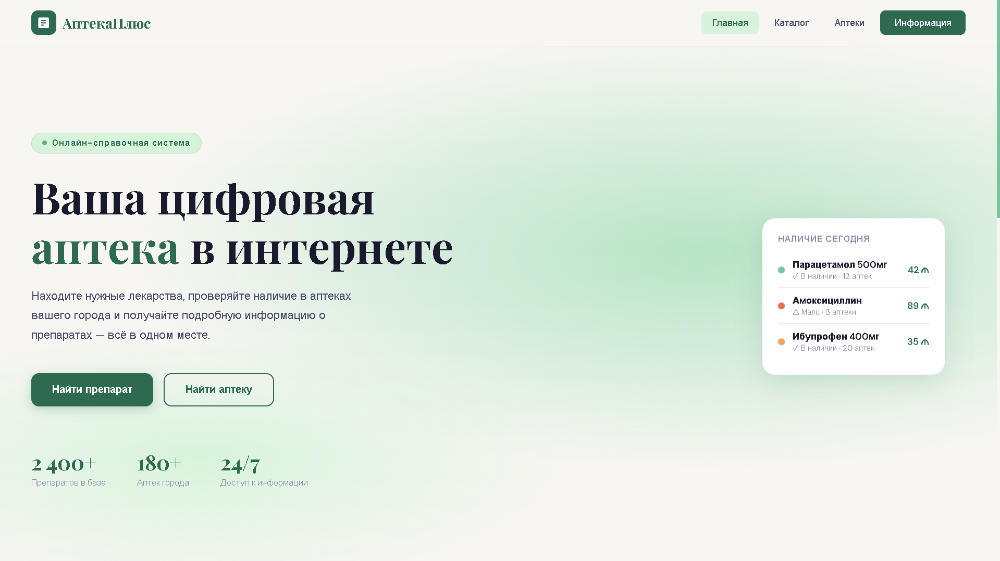 АптекаПлюс
Главная
Каталог
Аптеки
Информация
Онлайн-справочная система
Ваша цифровая
аптека в интернете
Находите нужные лекарства, проверяйте наличие в аптеках
вашего города и получайте подробную информацию о
препаратах — всё в одном месте.
Найти препарат
Найти аптеку
2 400+
Препаратов в базе
180+
Аптек города
24/7
Доступ к информации
НАЛИЧИЕ СЕГОДНЯ
Парацетамол 500мг
✓ В наличии · 12 аптек
42 ₼
Амоксициллин
⚠ Мало · 3 аптеки
89 ₼
Ибупрофен 400мг
✓ В наличии · 20 аптек
35 ₼